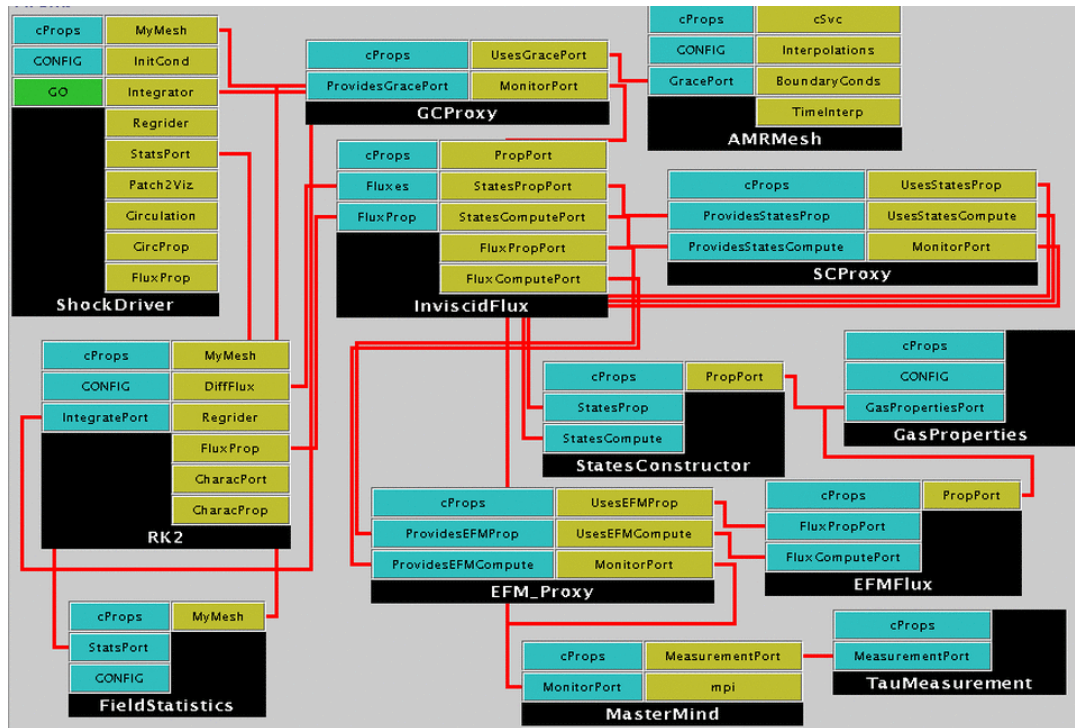 cProps MyMesh
CONFIG InitCond
GO Integrator
Regrider
StatsPort
Patch2Viz
Circulation
CircProp
FluxProp
ShockDriver
cProps UsesGracePort
ProvidesGracePort MonitorPort
GCProxy
cProps cSvc
CONFIG Interpolations
GracePort BoundaryConds
TimeInterp
AMRMesh
cProps PropPort
Fluxes StatesPropPort
FluxProp StatesComputePort
FluxPropPort
FluxComputePort
InviscidFlux
cProps UsesStatesProp
ProvidesStatesProp UsesStatesCompute
ProvidesStatesCompute MonitorPort
SCProxy
cProps MyMesh
CONFIG DiffFlux
IntegratePort Regrider
FluxProp
CharacPort
CharacProp
RK2
cProps PropPort
StatesProp
StatesCompute
StatesConstructor
cProps
CONFIG
GasPropertiesPort
GasProperties
cProps UsesEFMProp
ProvidesEFMProp UsesEFMCompute
ProvidesEFMCompute MonitorPort
EFM_Proxy
cProps PropPort
FluxPropPort
FluxComputePort
EFMFlux
cProps MyMesh
StatsPort
CONFIG
FieldStatistics
cProps MeasurementPort
MonitorPort mpi
MasterMind
cProps
MeasurementPort
TauMeasurement